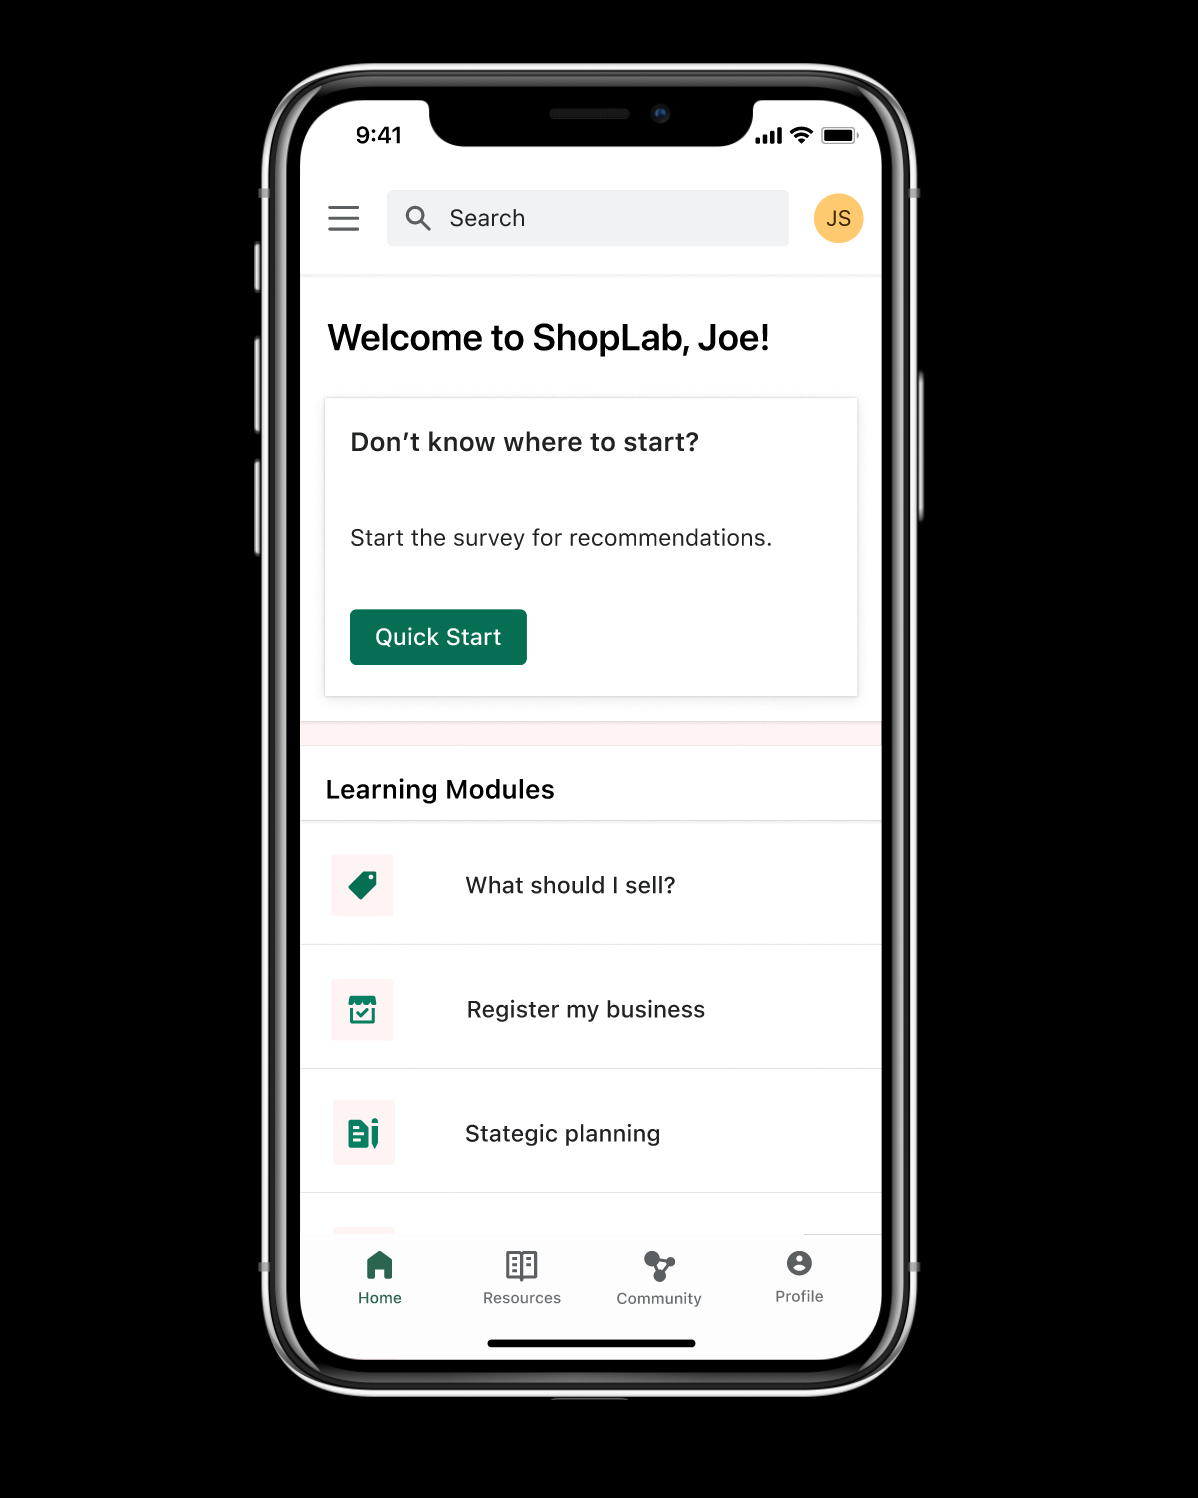 9:41
Search
JS
Welcome to ShopLab, Joe!
Don’t know where to start?
Start the survey for recommendations.
Quick Start
Learning Modules
What should I sell?
Register my business
Stategic planning
Home
Resources
Community
Profile